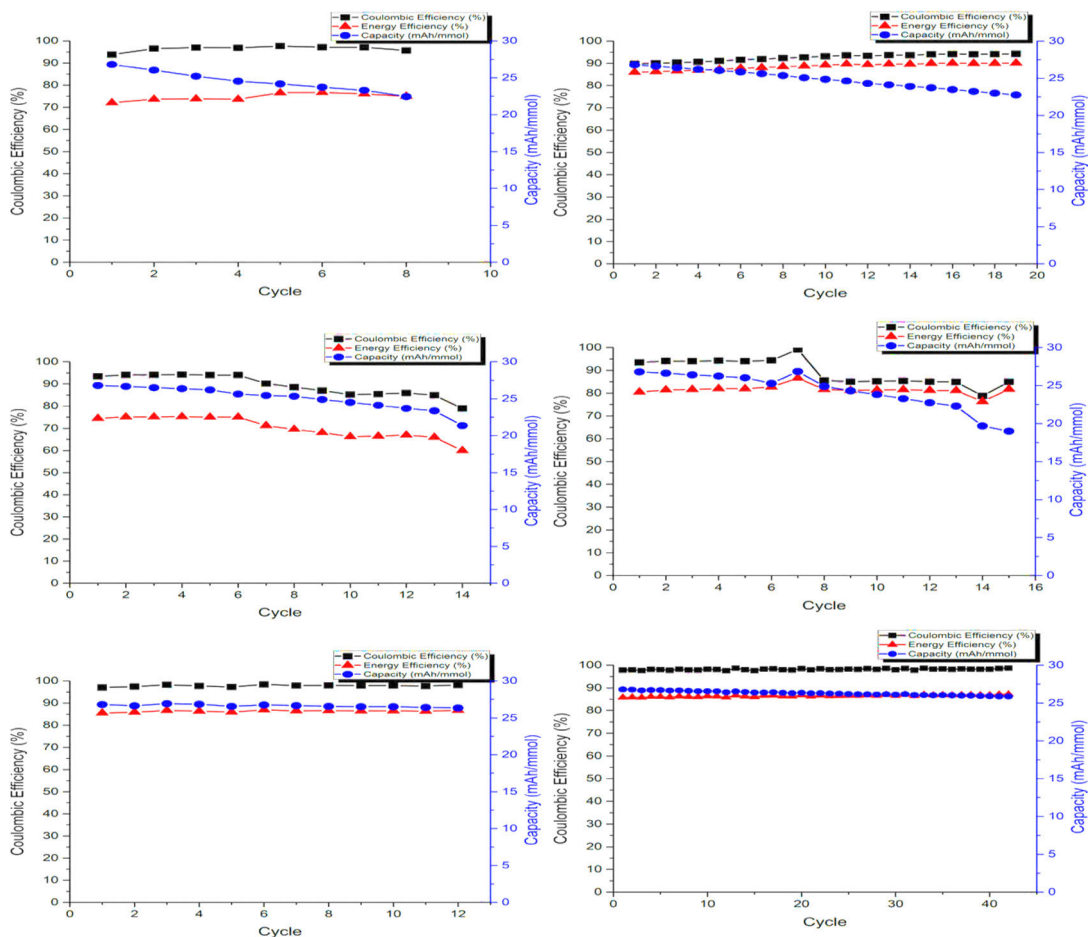 Coulombic Efficiency (%)
Energy Efficiency (%)
Capacity (mAh/mmol)
100
90
80
70
60
50
40
30
20
10
0
Coulombic Efficiency (%)
30
25
20
15
10
5
0
Capacity (mAh/mmol)
0 2 4 6 8 10
Cycle
Coulombic Efficiency (%)
Energy Efficiency (%)
Capacity (mAh/mmol)
100
90
80
70
60
50
40
30
20
10
0
Coulombic Efficiency (%)
30
25
20
15
10
5
0
Capacity (mAh/mmol)
0 2 4 6 8 10 12 14 16 18 20
Cycle
Coulombic Efficiency (%)
Energy Efficiency (%)
Capacity (mAh/mmol)
100
90
80
70
60
50
40
30
20
10
0
Coulombic Efficiency (%)
30
25
20
15
10
5
0
Capacity (mAh/mmol)
0 2 4 6 8 10 12 14
Cycle
Coulombic Efficiency (%)
Energy Efficiency (%)
Capacity (mAh/mmol)
100
90
80
70
60
50
40
30
20
10
0
Coulombic Efficiency (%)
30
25
20
15
10
5
0
Capacity (mAh/mmol)
0 2 4 6 8 10 12 14 16
Cycle
Coulombic Efficiency (%)
Energy Efficiency (%)
Capacity (mAh/mmol)
100
90
80
70
60
50
40
30
20
10
0
Coulombic Efficiency (%)
30
25
20
15
10
5
0
Capacity (mAh/mmol)
0 2 4 6 8 10 12
Cycle
Coulombic Efficiency (%)
Energy Efficiency (%)
Capacity (mAh/mmol)
100
90
80
70
60
50
40
30
20
10
0
Coulombic Efficiency (%)
30
25
20
15
10
5
0
Capacity (mAh/mmol)
0 10 20 30 40
Cycle